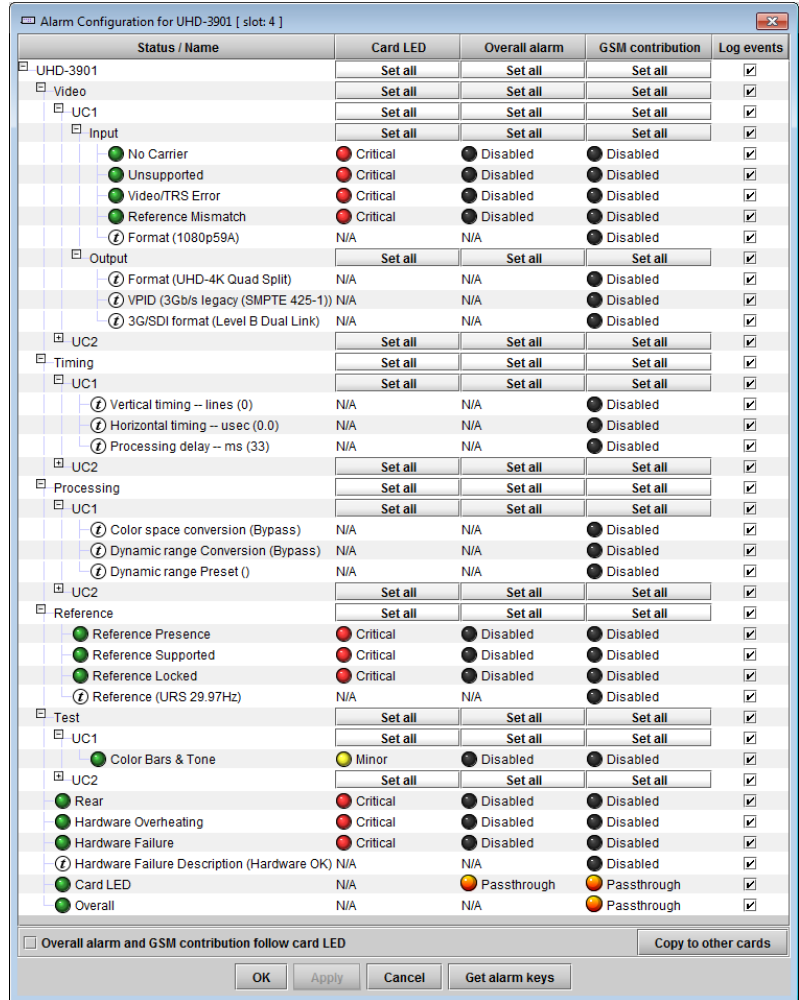 Alarm Configuration for UHD-3901 [ slot: 4 ]
Status / Name Card LED Overall alarm GSM contribution Log events
UHD-3901 Set all Set all Set all
Video Set all Set all Set all
UC1 Set all Set all Set all
Input Set all Set all Set all
No Carrier Critical Disabled Disabled
Unsupported Critical Disabled Disabled
Video/TRS Error Critical Disabled Disabled
Reference Mismatch Critical Disabled Disabled
Format (1080p59A) N/A N/A Disabled
Output Set all Set all Set all
Format (UHD-4K Quad Split) N/A N/A Disabled
VPID (3Gb/s legacy (SMPTE 425-1)) N/A N/A Disabled
3G/SDI format (Level B Dual Link) N/A N/A Disabled
UC2 Set all Set all Set all
Timing Set all Set all Set all
UC1 Set all Set all Set all
Vertical timing -- lines (0) N/A N/A Disabled
Horizontal timing -- usec (0.0) N/A N/A Disabled
Processing delay -- ms (33) N/A N/A Disabled
UC2 Set all Set all Set all
Processing Set all Set all Set all
UC1 Set all Set all Set all
Color space conversion (Bypass) N/A N/A Disabled
Dynamic range Conversion (Bypass) N/A N/A Disabled
Dynamic range Preset () N/A N/A Disabled
UC2 Set all Set all Set all
Reference Set all Set all Set all
Reference Presence Critical Disabled Disabled
Reference Supported Critical Disabled Disabled
Reference Locked Critical Disabled Disabled
Reference (URS 29.97Hz) N/A N/A Disabled
Test Set all Set all Set all
UC1 Set all Set all Set all
Color Bars & Tone Minor Disabled Disabled
UC2 Set all Set all Set all
Rear Critical Disabled Disabled
Hardware Overheating Critical Disabled Disabled
Hardware Failure Critical Disabled Disabled
Hardware Failure Description (Hardware OK) N/A N/A Disabled
Card LED N/A Passthrough Passthrough
Overall N/A N/A Passthrough
Overall alarm and GSM contribution follow card LED Copy to other cards
OK Apply Cancel Get alarm keys